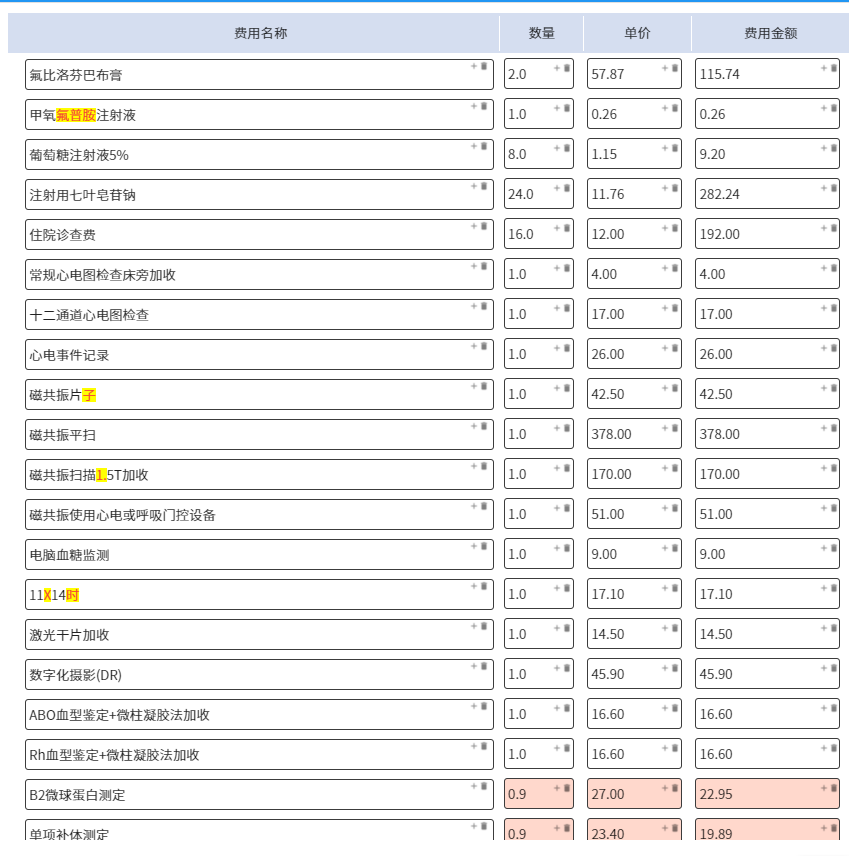 费用名称 数量 单价 费用金额
氟比洛芬巴布膏 2.0 57.87 115.74
甲氧氟普胺注射液 1.0 0.26 0.26
葡萄糖注射液5% 8.0 1.15 9.20
注射用七叶皂苷钠 24.0 11.76 282.24
住院诊查费 16.0 12.00 192.00
常规心电图检查床旁加收 1.0 4.00 4.00
十二通道心电图检查 1.0 17.00 17.00
心电事件记录 1.0 26.00 26.00
磁共振片子 1.0 42.50 42.50
磁共振平扫 1.0 378.00 378.00
磁共振扫描1.5T加收 1.0 170.00 170.00
磁共振使用心电或呼吸门控设备 1.0 51.00 51.00
电脑血糖监测 1.0 9.00 9.00
11X14时 1.0 17.10 17.10
激光干片加收 1.0 14.50 14.50
数字化摄影(DR) 1.0 45.90 45.90
ABO血型鉴定+微柱凝胶法加收 1.0 16.60 16.60
Rh血型鉴定+微柱凝胶法加收 1.0 16.60 16.60
B2微球蛋白测定 0.9 27.00 22.95
单项补体测定 0.9 23.40 19.89